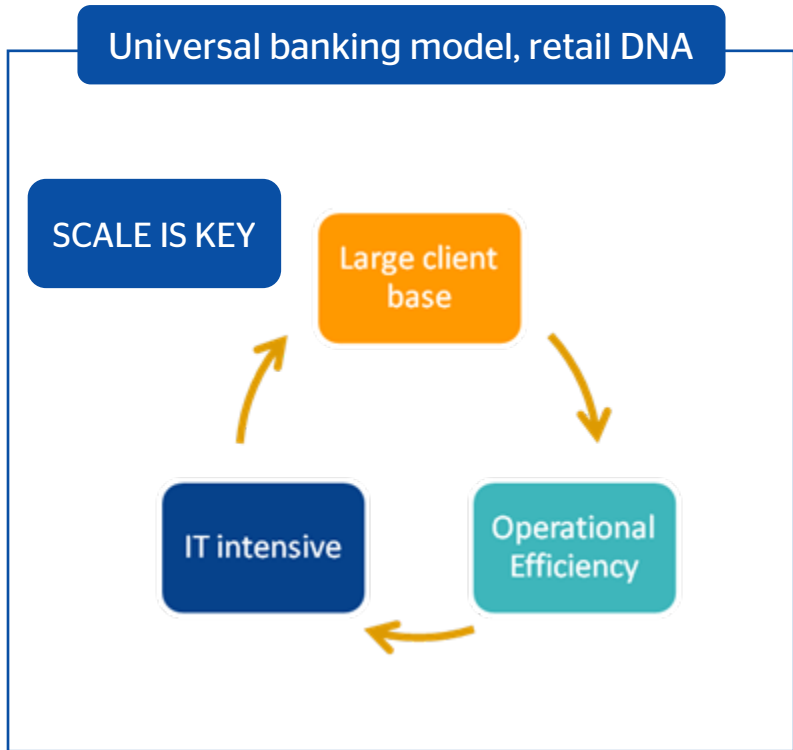 Universal banking model, retail DNA
SCALE IS KEY
Large client
base
IT intensive
Operational
Efficiency